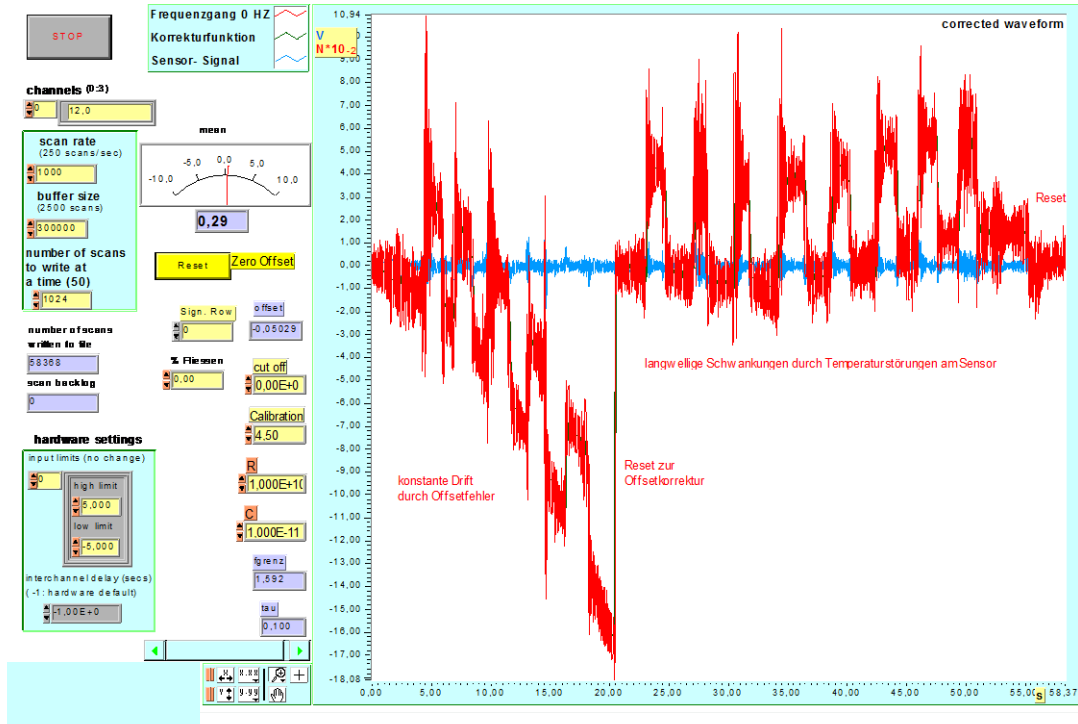 STOP
Frequenzgang 0 HZ
Korrekturfunktion
Sensor- Signal
channels (0:3)
0
12,0
scan rate
(250 scans/sec)
1000
buffer size
(2500 scans)
300000
number of scans
to write at
a time (50)
1024
number of scans
written to file
58368
scan backlog
0
hardware settings
input limits (no change)
0
high limit
5,000
low limit
-5,000
interchannel delay (secs)
( -1: hardware default)
-1,00E+0
mean
-10,0
-5,0
0,0
5,0
10,0
0,29
Reset
Zero Offset
Sign. Row
0
offset
-0,05029
% Fliessen
0,00
cut off
0,00E+0
Calibration
4.50
R
1,000E+10
C
1,000E-11
fgrenz
1,592
tau
0,100
corrected waveform
V
N*10-2
10,94
9,00
8,00
7,00
6,00
5,00
4,00
3,00
2,00
1,00
0,00
-1,00
-2,00
-3,00
-4,00
-5,00
-6,00
-7,00
-8,00
-9,00
-10,00
-11,00
-12,00
-13,00
-14,00
-15,00
-16,00
-17,00
-18,08
Reset
langwellige Schwankungen durch Temperaturstörungen am Sensor
konstante Drift
durch Offsetfehler
Reset zur
Offsetkorrektur
0,00 5,00 10,00 15,00 20,00 25,00 30,00 35,00 40,00 45,00 50,00 55,00 s 58,37